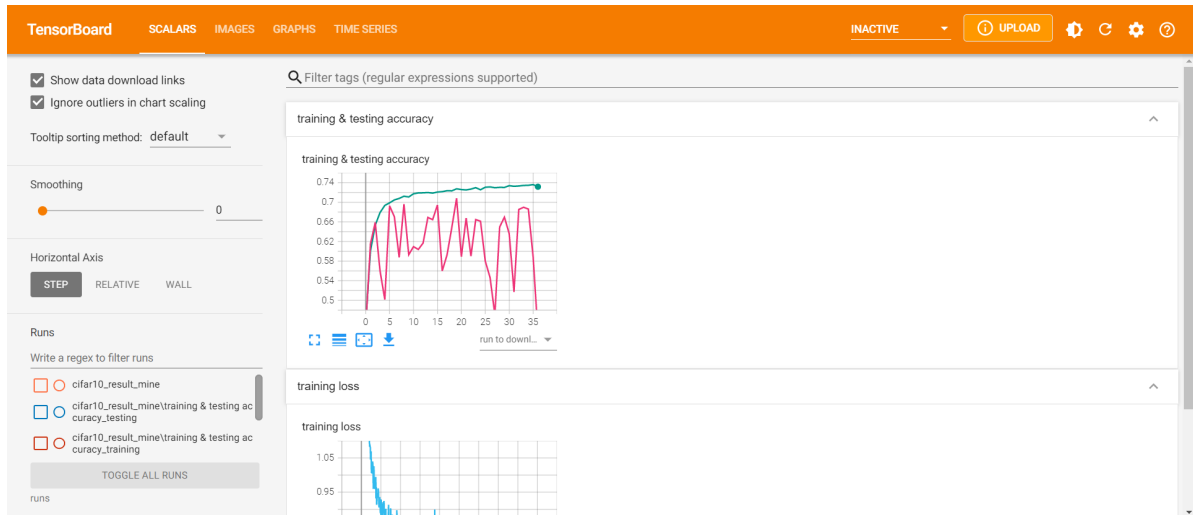 TensorBoard SCALARS IMAGES GRAPHS TIME SERIES INACTIVE UPLOAD
Show data download links
Ignore outliers in chart scaling
Tooltip sorting method: default
Smoothing
0
Horizontal Axis
STEP RELATIVE WALL
Runs
Write a regex to filter runs
cifar10_result_mine
cifar10_result_mine\training & testing ac
curacy_testing
cifar10_result_mine\training & testing ac
curacy_training
TOGGLE ALL RUNS
runs
Filter tags (regular expressions supported)
training & testing accuracy
training & testing accuracy
0.74
0.7
0.66
0.62
0.58
0.54
0.5
0 5 10 15 20 25 30 35
run to downl...
training loss
training loss
1.05
0.95